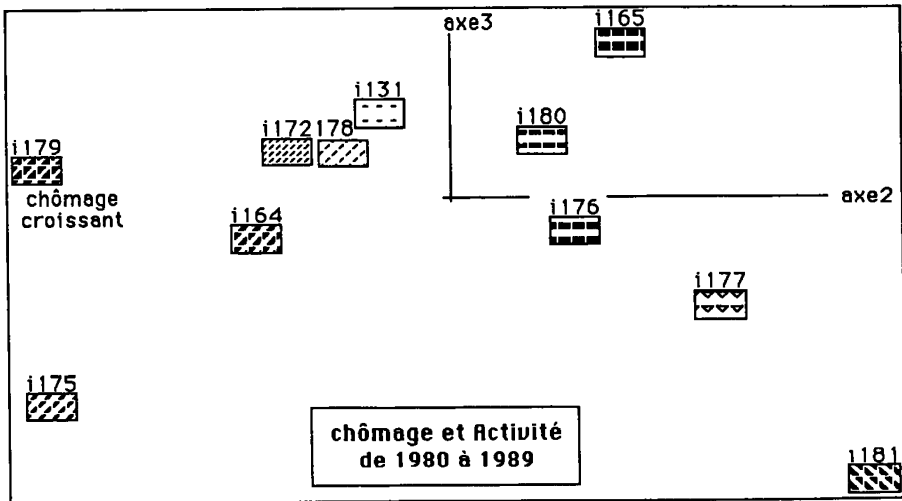 i165
axe3
i131
i180
i172 178
i179
chômage
croissant
axe2
i176
i164
i177
i175
chômage et Activité
de 1980 à 1989
i181